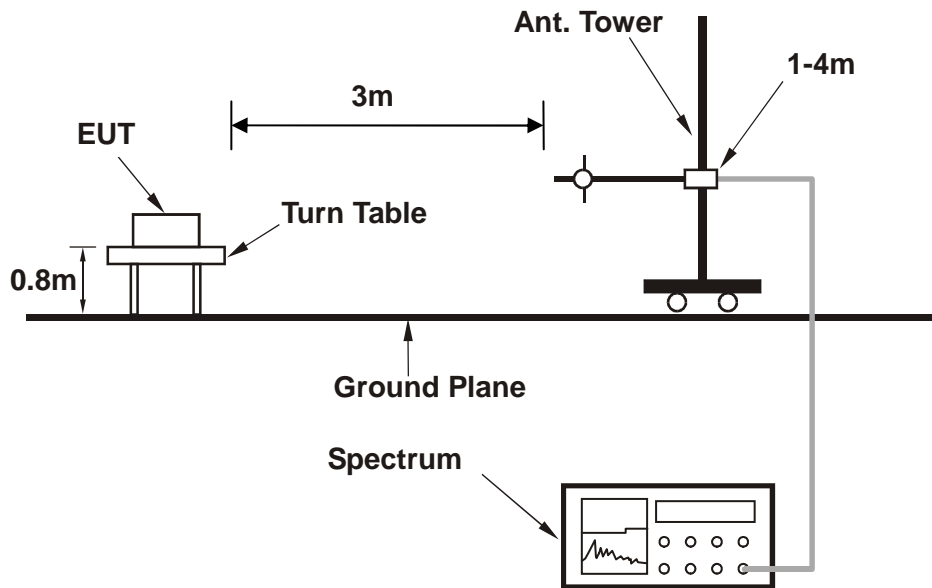 Ant. Tower
1-4m
3m
EUT
Turn Table
0.8m
Ground Plane
Spectrum